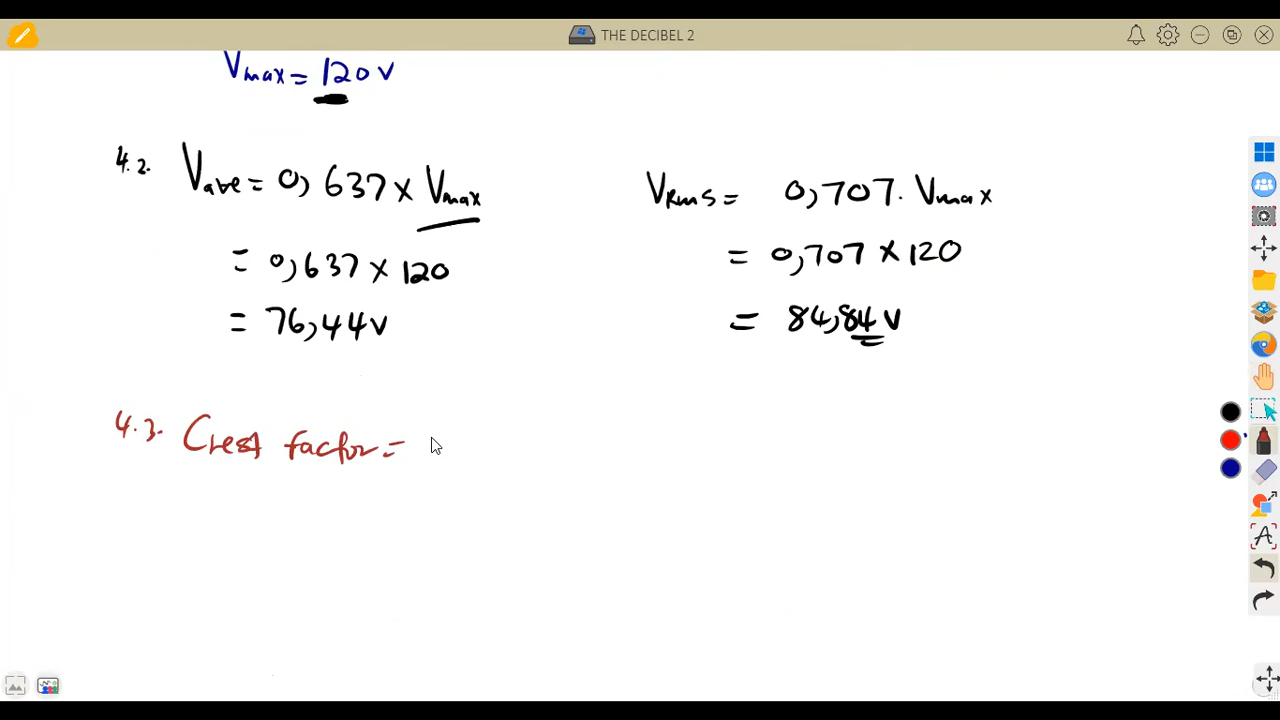 THE DECIBEL 2
Vmax = 120V
4.2. Vave = 0,637 × Vmax
= 0,637 × 120
= 76,44V
VRms = 0,707. Vmax
= 0,707 × 120
= 84,84 V
4.3. Crest factor =